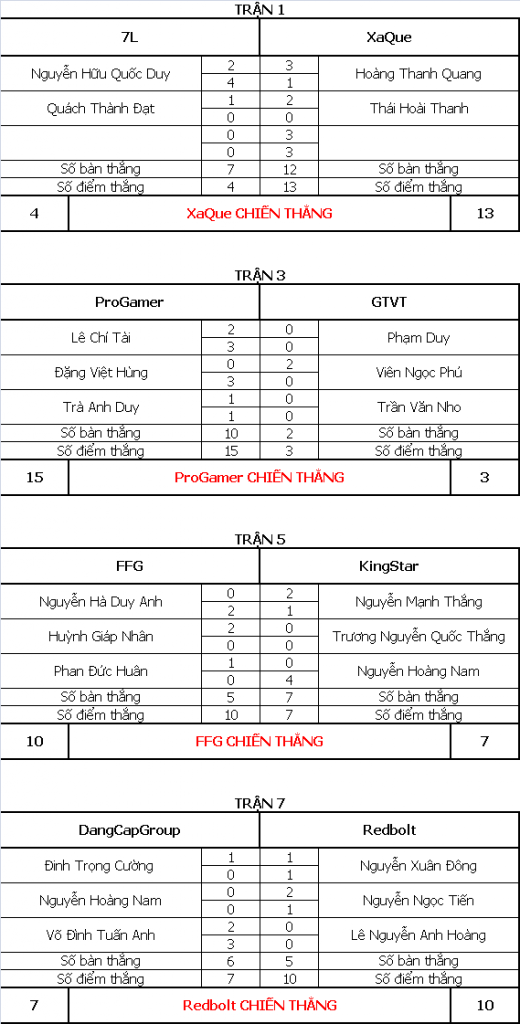 TRẬN 1
7L XaQue
Nguyễn Hữu Quốc Duy 2 3 Hoàng Thanh Quang
4 1
Quách Thành Đạt 1 2 Thái Hoài Thanh
0 0
0 3
0 3
Số bàn thắng 7 12 Số bàn thắng
Số điểm thắng 4 13 Số điểm thắng
4 XaQue CHIẾN THẮNG 13
TRẬN 3
ProGamer GTVT
Lê Chí Tài 2 0 Phạm Duy
3 0
Đặng Việt Hùng 0 2 Viên Ngọc Phú
3 0
Trà Anh Duy 1 0 Trần Văn Nho
1 0
Số bàn thắng 10 2 Số bàn thắng
Số điểm thắng 15 3 Số điểm thắng
15 ProGamer CHIẾN THẮNG 3
TRẬN 5
FFG KingStar
Nguyễn Hà Duy Anh 0 2 Nguyễn Mạnh Thắng
2 1
Huỳnh Giáp Nhân 2 0 Trương Nguyễn Quốc Thắng
0 0
Phan Đức Huân 1 0 Nguyễn Hoàng Nam
0 4
Số bàn thắng 5 7 Số bàn thắng
Số điểm thắng 10 7 Số điểm thắng
10 FFG CHIẾN THẮNG 7
TRẬN 7
DangCapGroup Redbolt
Đinh Trọng Cường 1 1 Nguyễn Xuân Đông
0 1
Nguyễn Hoàng Nam 0 2 Nguyễn Ngọc Tiến
0 1
Võ Đình Tuấn Anh 2 0 Lê Nguyễn Anh Hoàng
3 0
Số bàn thắng 6 5 Số bàn thắng
Số điểm thắng 7 10 Số điểm thắng
7 Redbolt CHIẾN THẮNG 10